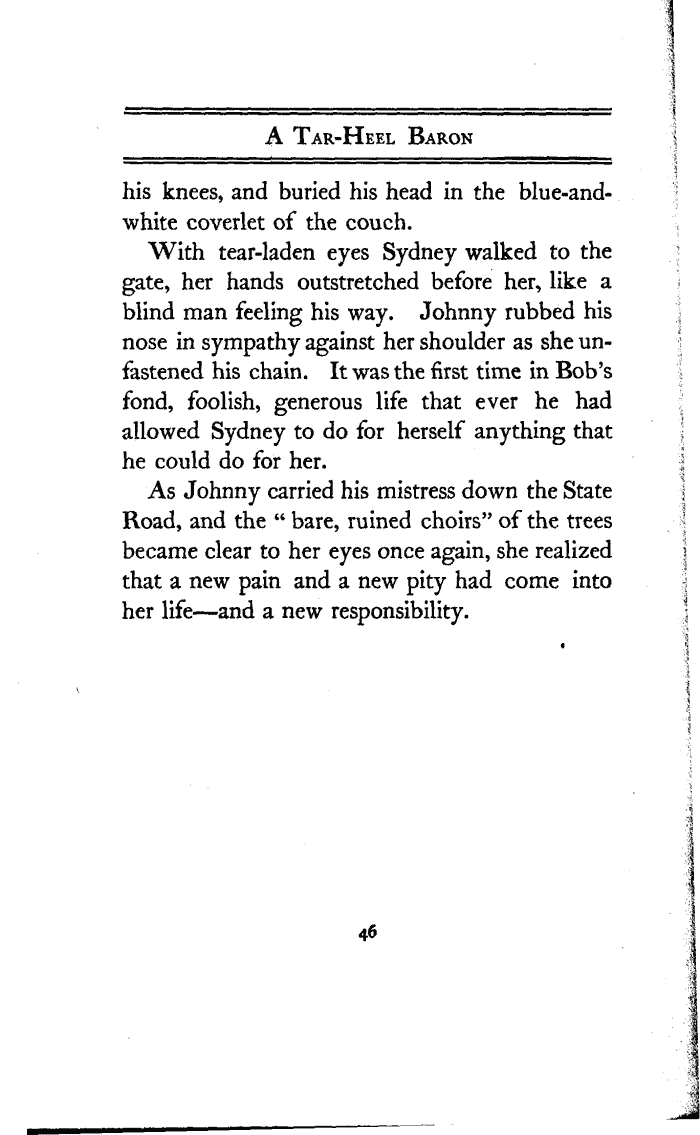 A Tar-Heel Baron
his knees, and buried his head in the blue-and-
white coverlet of the couch.
With tear-laden eyes Sydney walked to the
gate, her hands outstretched before her, like a
blind man feeling his way. Johnny rubbed his
nose in sympathy against her shoulder as she un-
fastened his chain. It was the first time in Bob's
fond, foolish, generous life that ever he had
allowed Sydney to do for herself anything that
he could do for her.
As Johnny carried his mistress down the State
Road, and the “ bare, ruined choirs” of the trees
became clear to her eyes once again, she realized
that a new pain and a new pity had come into
her life—and a new responsibility.
46